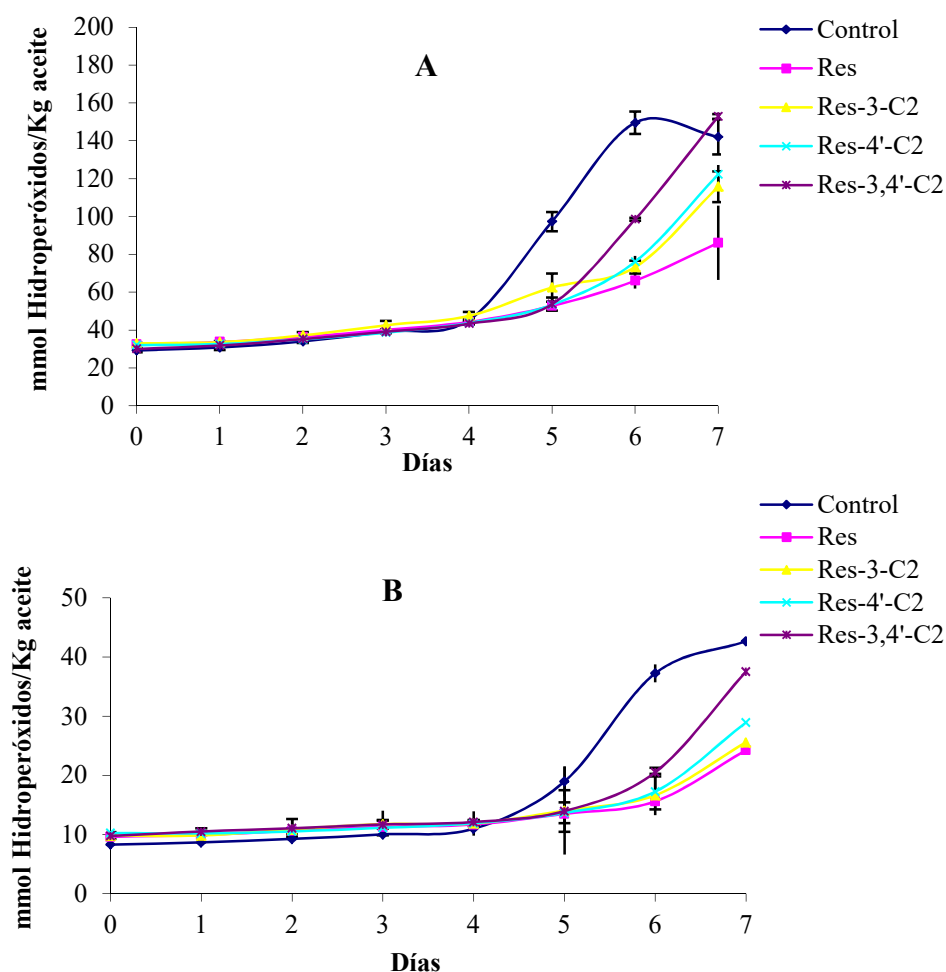 A
mmol Hidroperóxidos/Kg aceite
200
180
160
140
120
100
80
60
40
20
0
0 1 2 3 4 5 6 7
Días
Control
Res
Res-3-C2
Res-4'-C2
Res-3,4'-C2
B
mmol Hidroperóxidos/Kg aceite
50
40
30
20
10
0
0 1 2 3 4 5 6 7
Días
Control
Res
Res-3-C2
Res-4'-C2
Res-3,4'-C2